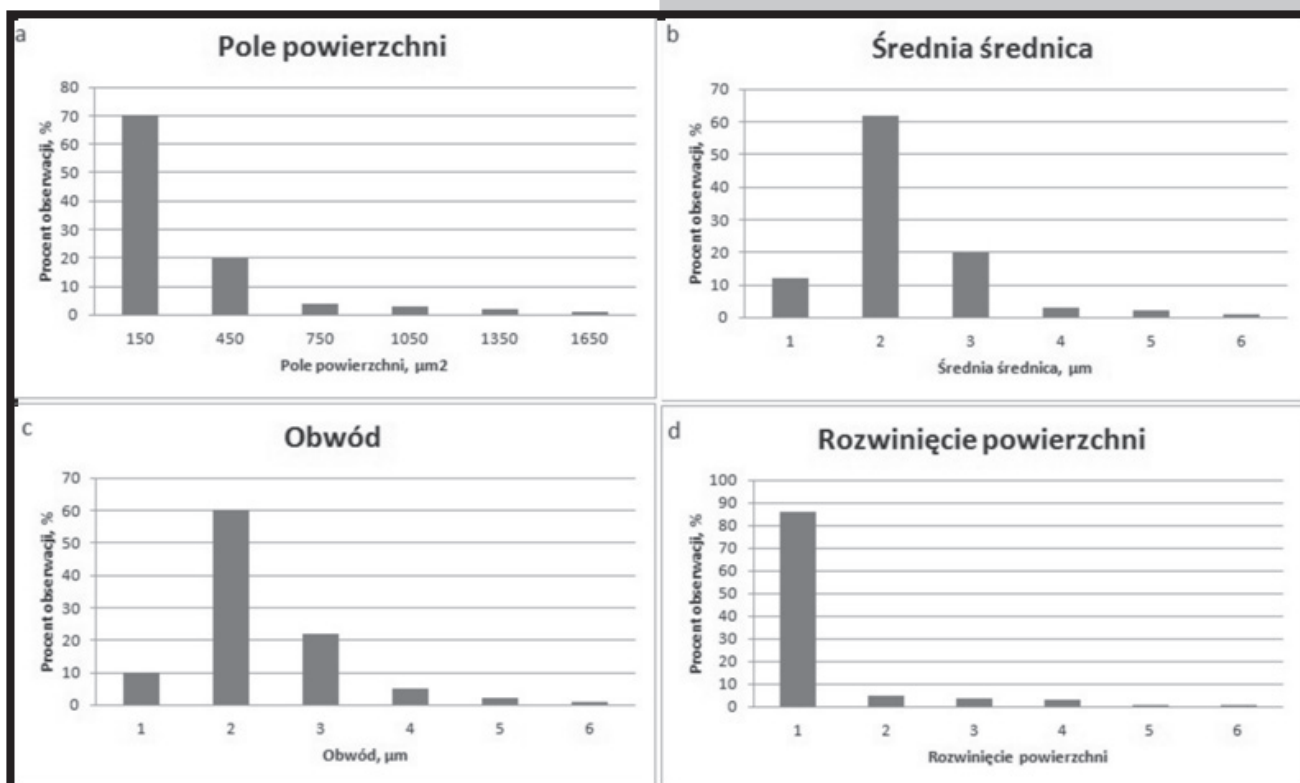 a
Pole powierzchni
Procent obserwacji, %
80
70
60
50
40
30
20
10
0
150 450 750 1050 1350 1650
Pole powierzchni, µm2
b
Średnia średnica
Procent obserwacji, %
70
60
50
40
30
20
10
0
1 2 3 4 5 6
Średnia średnica, µm
c
Obwód
Procent obserwacji, %
70
60
50
40
30
20
10
0
1 2 3 4 5 6
Obwód, µm
d
Rozwinięcie powierzchni
Procent obserwacji, %
100
90
80
70
60
50
40
30
20
10
0
1 2 3 4 5 6
Rozwinięcie powierzchni